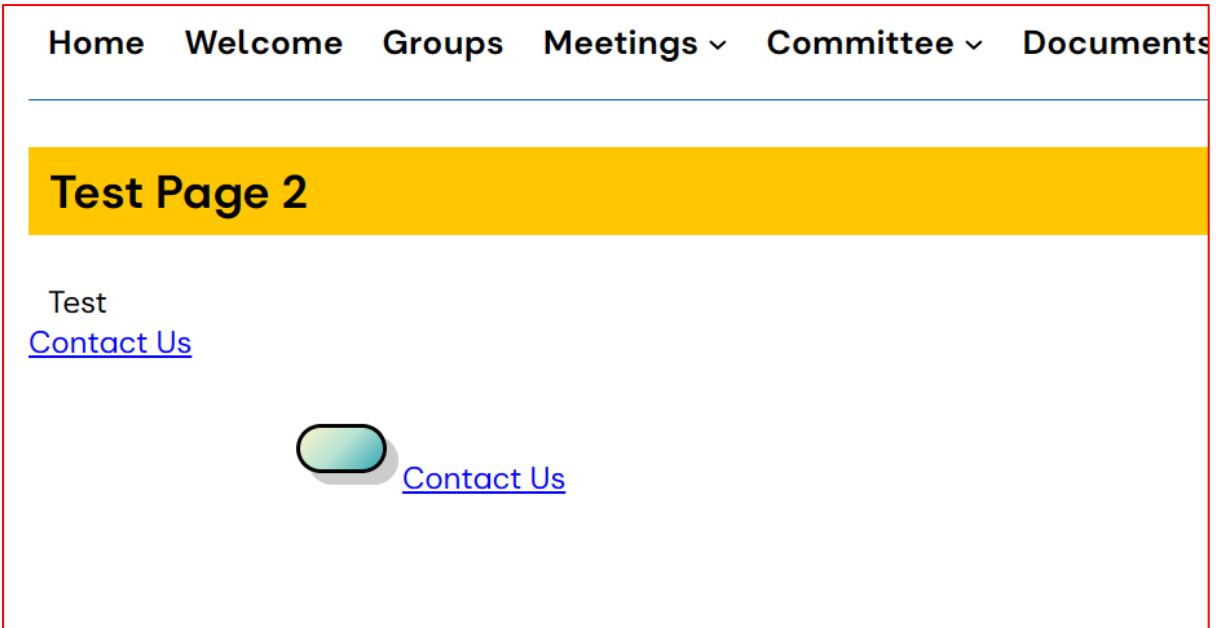 Home Welcome Groups Meetings Committee Documents
Test Page 2
Test
Contact Us
Contact Us